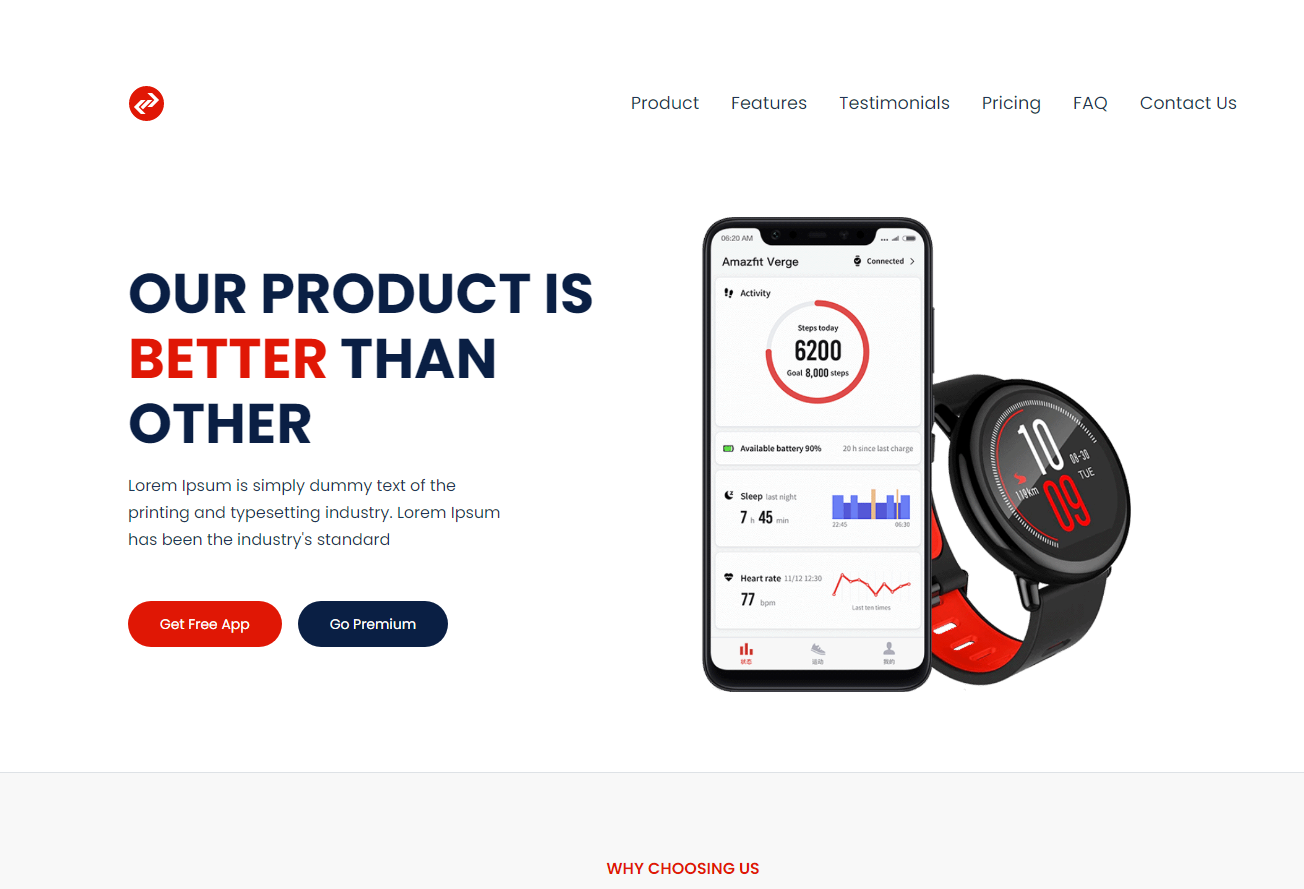 Product Features Testimonials Pricing FAQ Contact Us
OUR PRODUCT IS
BETTER THAN
OTHER
Lorem Ipsum is simply dummy text of the
printing and typesetting industry. Lorem Ipsum
has been the industry's standard
Get Free App Go Premium
06:20 AM
Amazfit Verge Connected
Activity
Steps today
6200
Goal 8,000 steps
Available battery 90% 20 h since last charge
Sleep last night
7 h 45 min
22:45 06:30
Heart rate 11/12 12:30
77 bpm
Last ten times
状态 运动 我的
10
08-30
TUE
09
WHY CHOOSING US